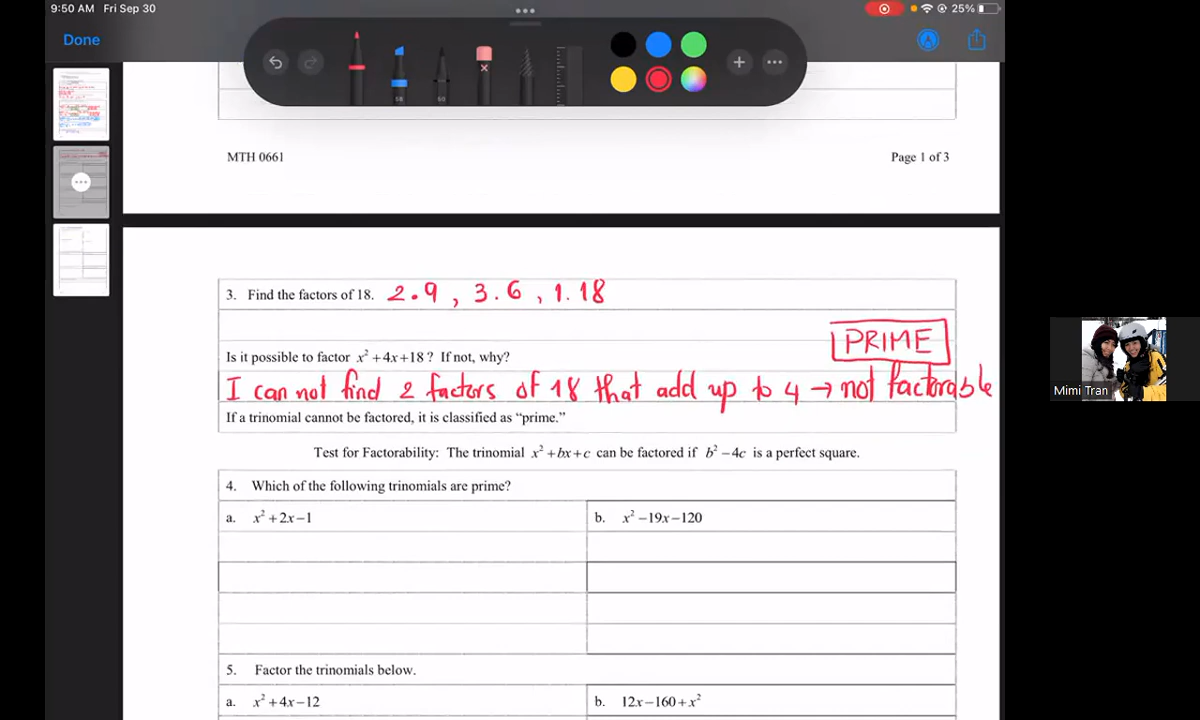 9:50 AM Fri Sep 30
25%
Done
58
60
MTH 0661
Page 1 of 3
3. Find the factors of 18. 2.9 , 3.6 , 1.18
PRIME
Is it possible to factor x² + 4x + 18? If not, why?
I can not find 2 factors of 18 that add up to 4 → not factorable
If a trinomial cannot be factored, it is classified as “prime.”
Test for Factorability: The trinomial x² + bx + c can be factored if b² − 4c is a perfect square.
4. Which of the following trinomials are prime?
a. x² + 2x − 1
b. x² − 19x − 120
5. Factor the trinomials below.
a. x² + 4x − 12
b. 12x − 160 + x²
Mimi Tran